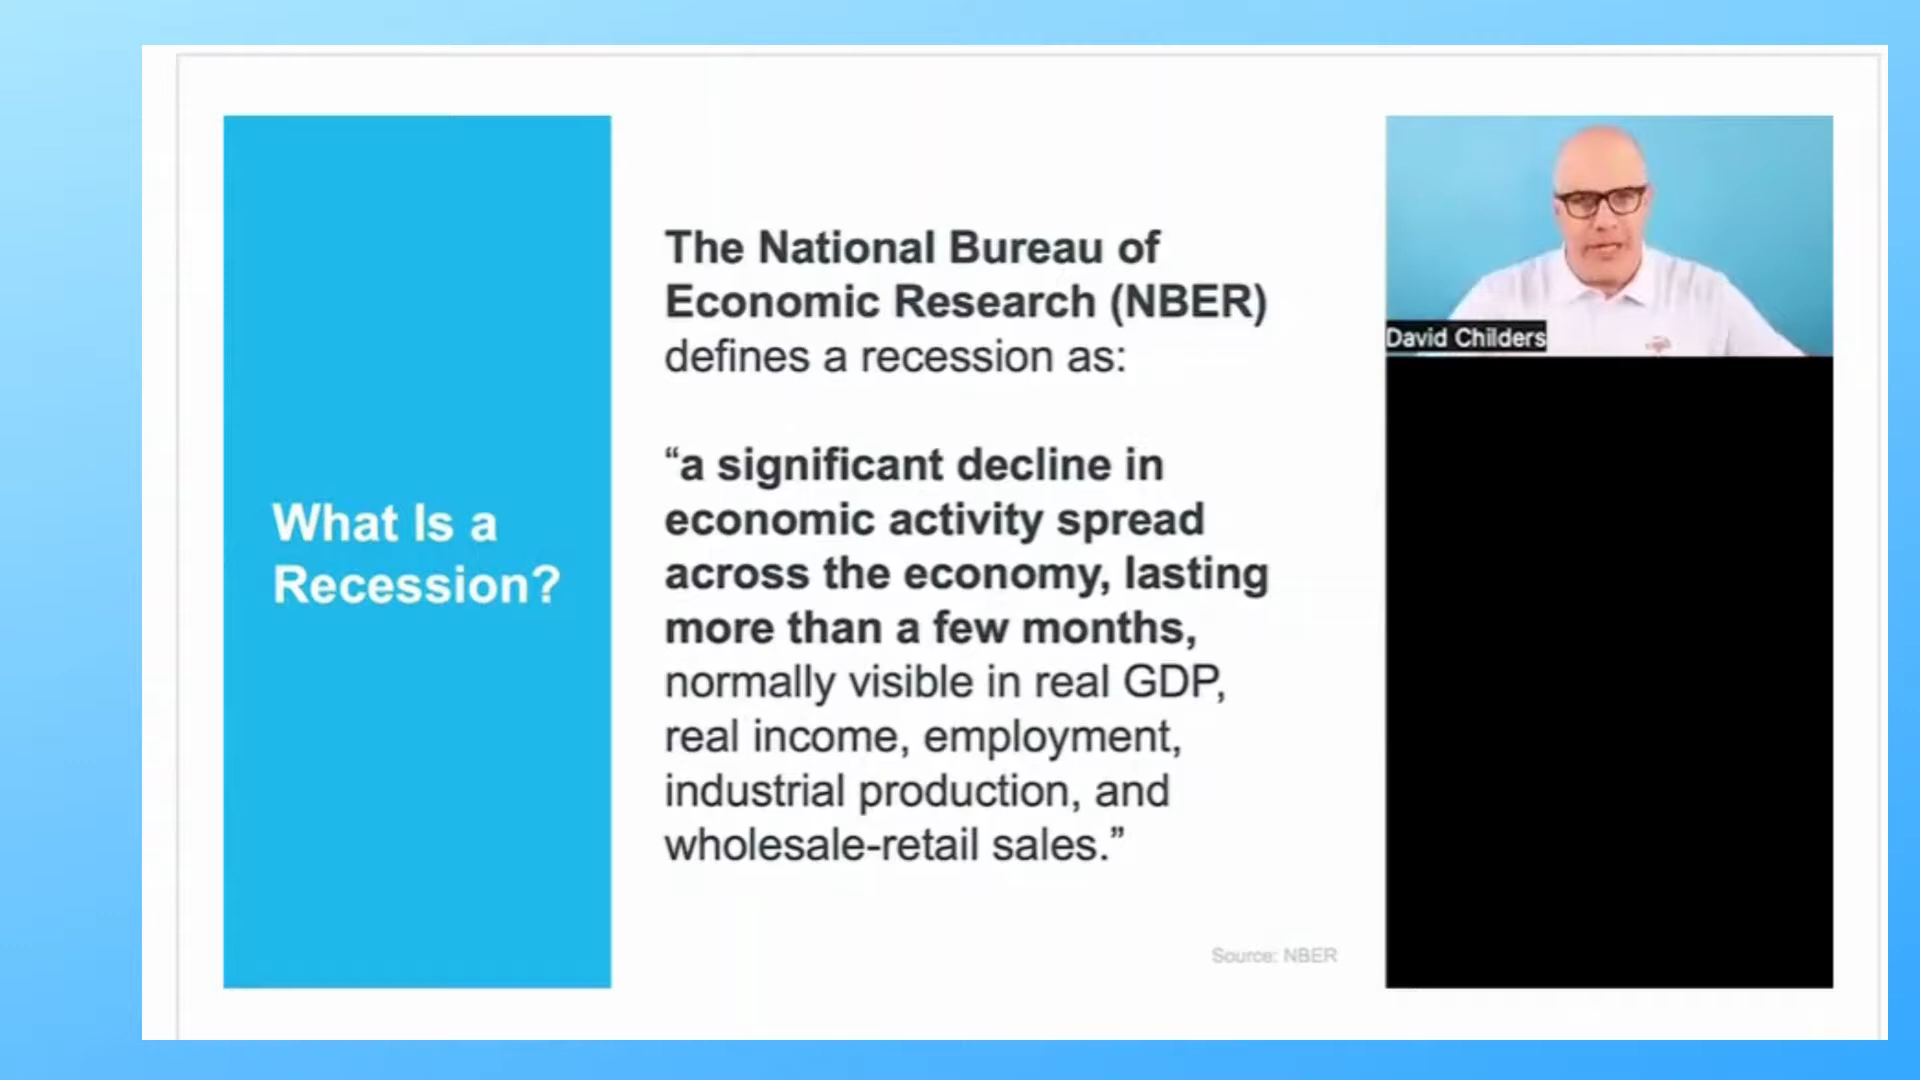 What Is a
Recession?
The National Bureau of
Economic Research (NBER)
defines a recession as:
“a significant decline in
economic activity spread
across the economy, lasting
more than a few months,
normally visible in real GDP,
real income, employment,
industrial production, and
wholesale-retail sales.”
Source: NBER
David Childers